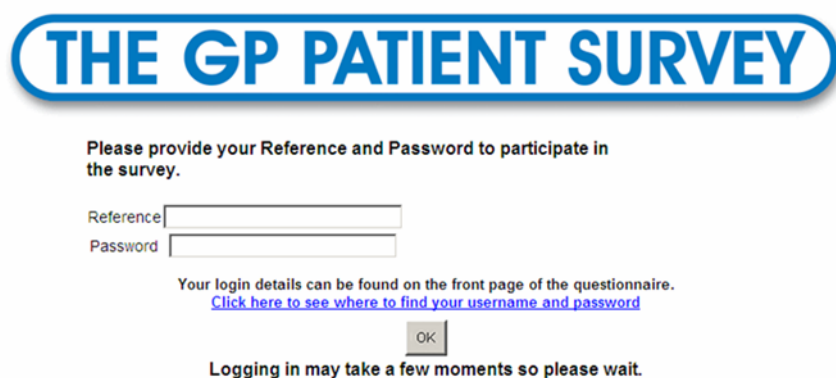 THE GP PATIENT SURVEY
Please provide your Reference and Password to participate in
the survey.
Reference
Password
Your login details can be found on the front page of the questionnaire.
Click here to see where to find your username and password
OK
Logging in may take a few moments so please wait.